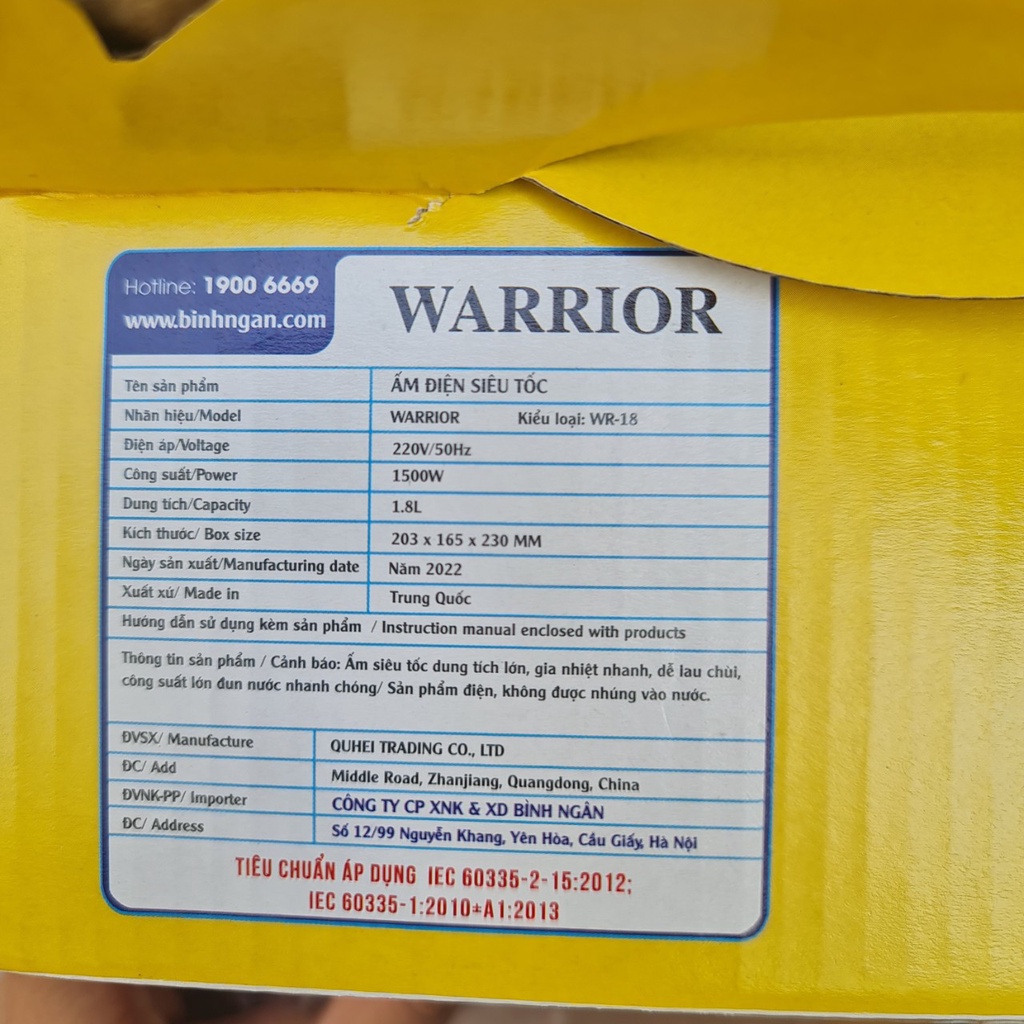 Hotline: 1900 6669
www.binhngan.com
WARRIOR
Tên sản phẩm ẤM ĐIỆN SIÊU TỐC
Nhãn hiệu/Model WARRIOR Kiểu loại: WR-18
Điện áp/Voltage 220V/50Hz
Công suất/Power 1500W
Dung tích/Capacity 1.8L
Kích thước/ Box size 203 x 165 x 230 MM
Ngày sản xuất/Manufacturing date Năm 2022
Xuất xứ/ Made in Trung Quốc
Hướng dẫn sử dụng kèm sản phẩm / Instruction manual enclosed with products
Thông tin sản phẩm / Cảnh báo: Ấm siêu tốc dung tích lớn, gia nhiệt nhanh, dễ lau chùi,
công suất lớn đun nước nhanh chóng/ Sản phẩm điện, không được nhúng vào nước.
ĐVSX/ Manufacture QUHEI TRADING CO., LTD
ĐC/ Add Middle Road, Zhanjiang, Quangdong, China
ĐVNK-PP/ Importer CÔNG TY CP XNK & XD BÌNH NGÂN
ĐC/ Address Số 12/99 Nguyễn Khang, Yên Hòa, Cầu Giấy, Hà Nội
TIÊU CHUẨN ÁP DỤNG IEC 60335-2-15:2012;
IEC 60335-1:2010±A1:2013